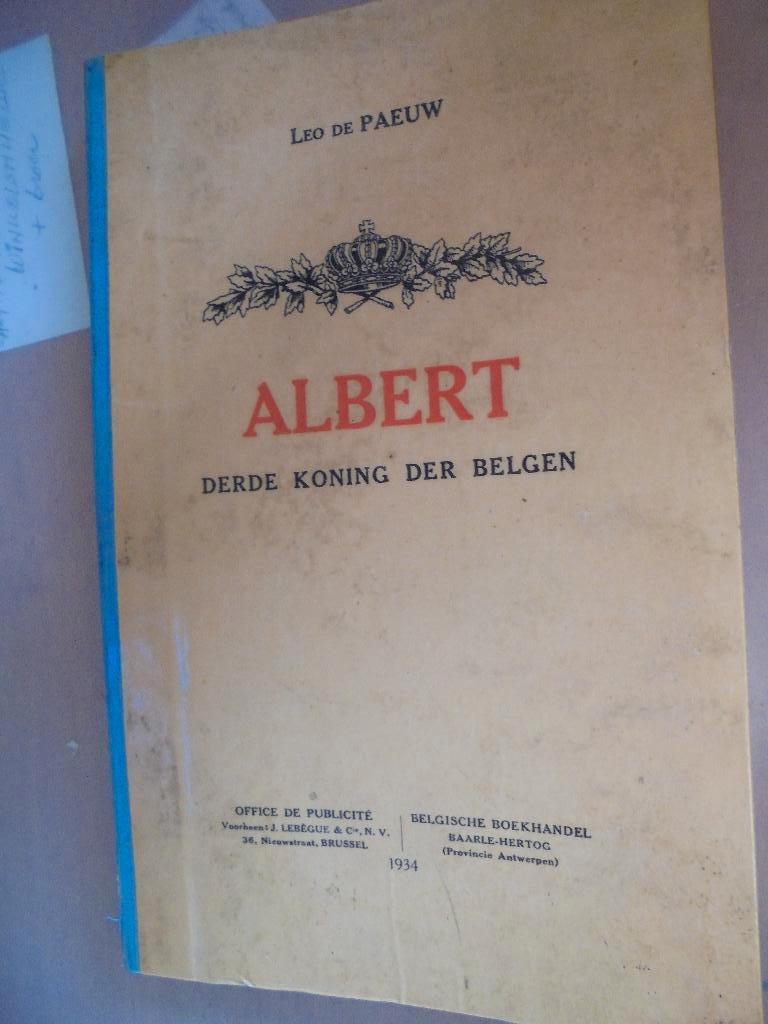 LEO DE PAEUW
ALBERT
DERDE KONING DER BELGEN
OFFICE DE PUBLICITÉ
Voorheen: J. LEBÈGUE & Cie, N. V.
36, Nieuwstraat, BRUSSEL
BELGISCHE BOEKHANDEL
BAARLE-HERTOG
(Provincie Antwerpen)
1934